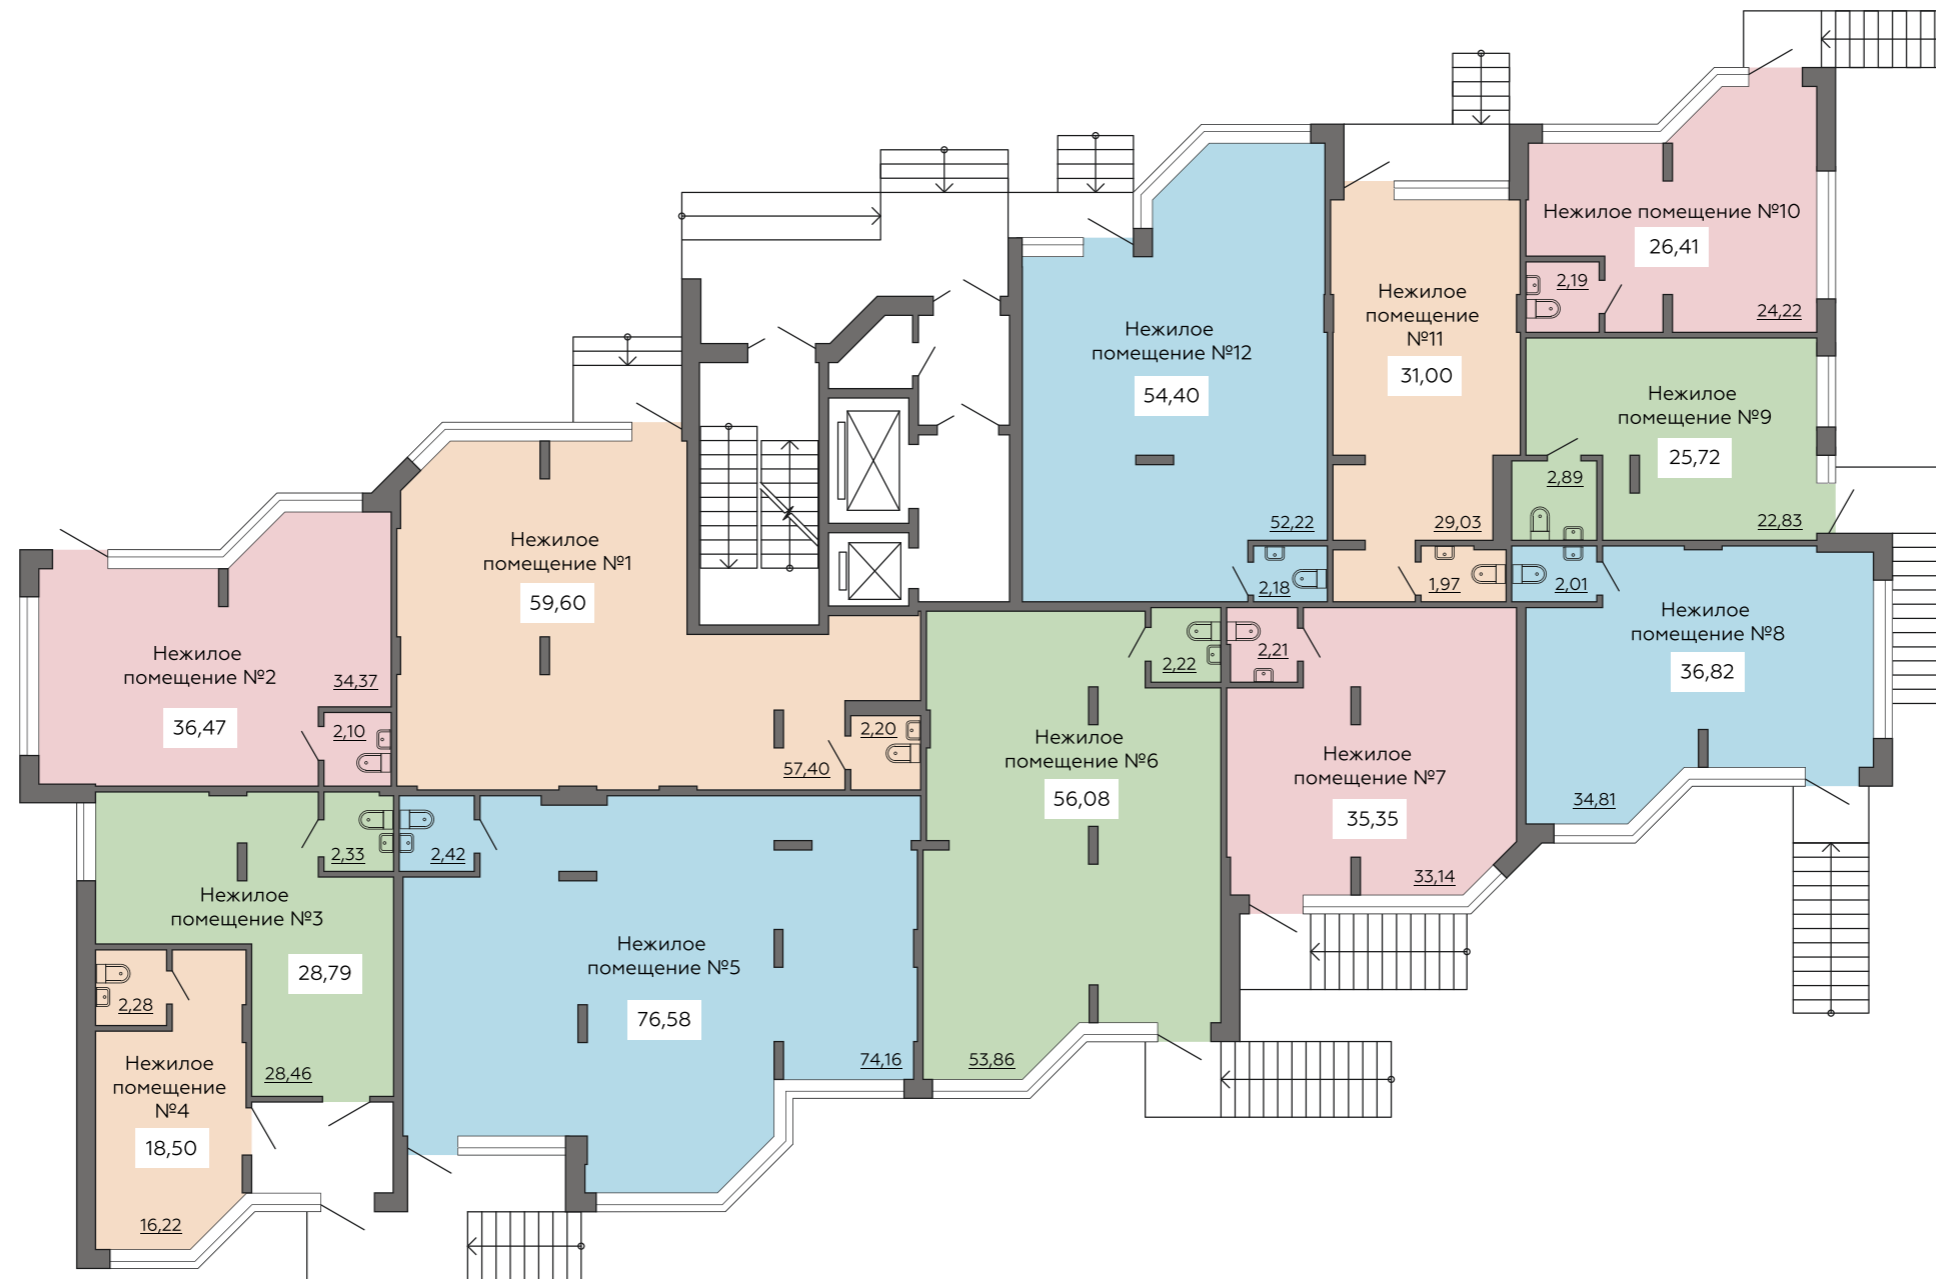 Нежилое помещение №10
26,41
2,19
24,22
Нежилое
помещение
№11
31,00
29,03
1,97
Нежилое
помещение №12
54,40
52,22
2,18
Нежилое
помещение №9
25,72
2,89
22,83
Нежилое
помещение №1
59,60
57,40
2,20
Нежилое
помещение №2
34,37
36,47
2,10
2,01
Нежилое
помещение №8
36,82
34,81
2,22
Нежилое
помещение №6
56,08
53,86
2,21
Нежилое
помещение №7
35,35
33,14
2,33
Нежилое
помещение №3
28,79
28,46
2,42
Нежилое
помещение №5
76,58
74,16
2,28
Нежилое
помещение
№4
18,50
16,22